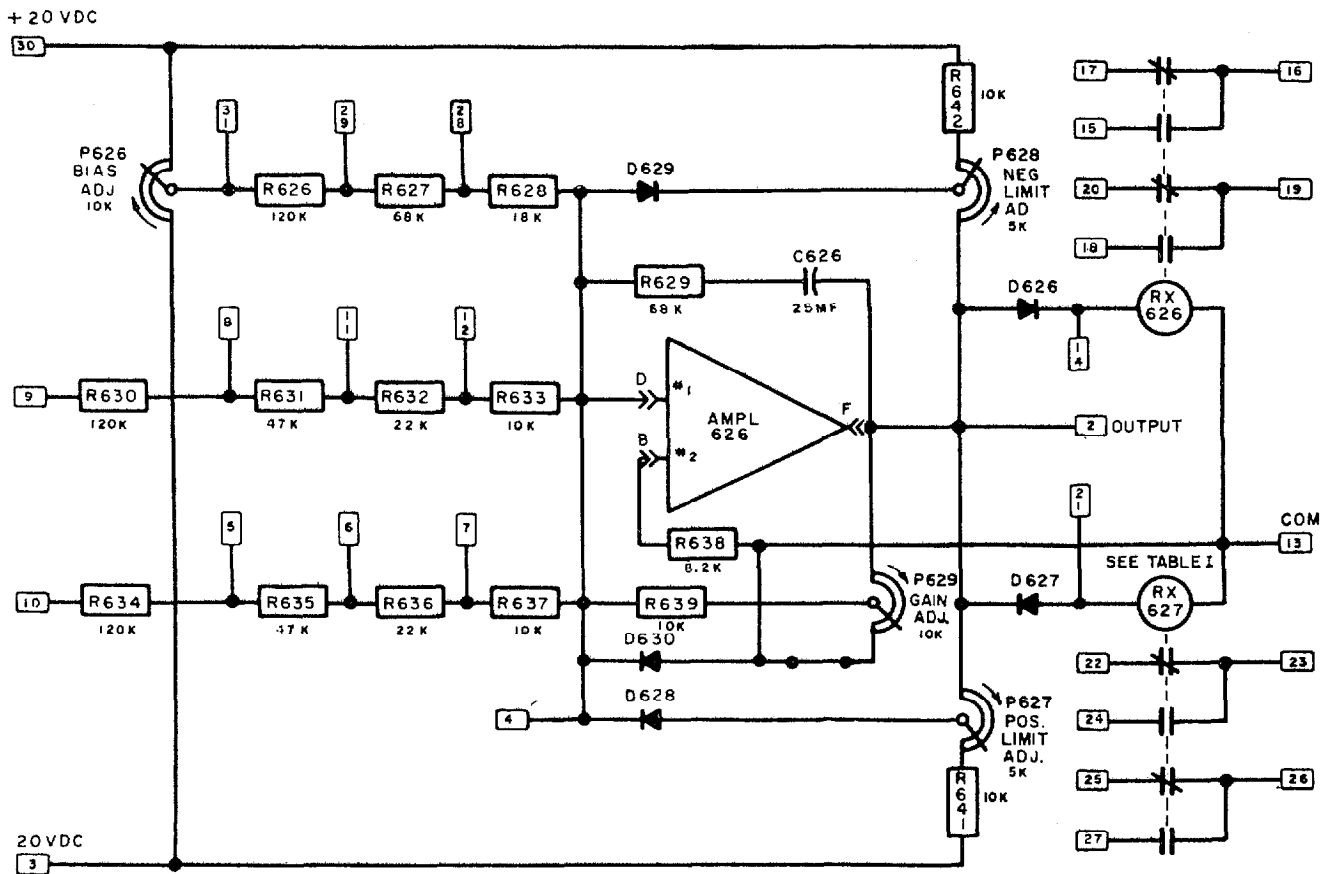 + 20 VDC
30
P626
BIAS
ADJ
10K
31
29
28
R626
120K
R627
68K
R628
18K
D629
R642
10K
P628
NEG
LIMIT
AD
5K
17
16
15
20
19
18
R629
68K
C626
25MF
D626
14
RX
626
8
11
12
9
R630
120K
R631
47K
R632
22K
R633
10K
D
#1
B
#2
AMPL
626
F
2
OUTPUT
21
COM
13
R638
8.2K
5
6
7
10
R634
120K
R635
47K
R636
22K
R637
10K
R639
10K
P629
GAIN
ADJ.
10K
D627
SEE TABLE I
RX
627
D630
D628
4
P627
POS.
LIMIT
ADJ.
5K
R641
10K
22
23
24
25
26
27
20 VDC
3